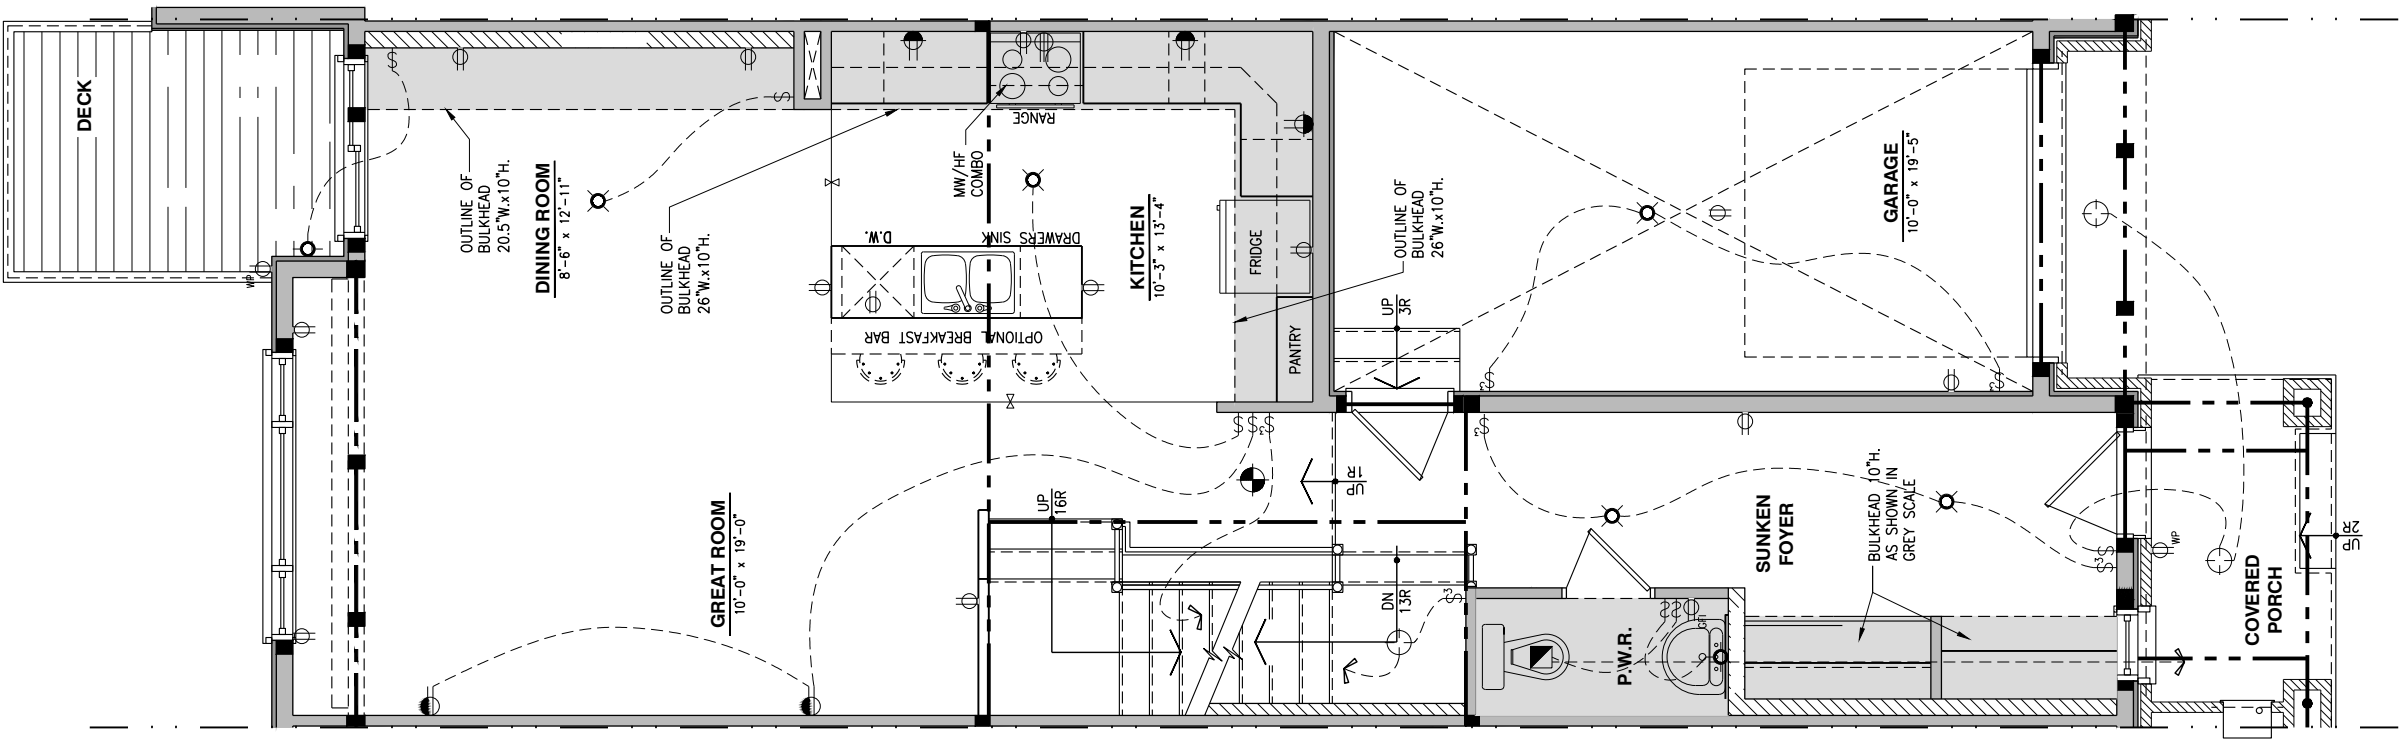 DECK
WP
OUTLINE OF
BULKHEAD
20.5"W.x10"H.
DINING ROOM
8'-6" x 12'-11"
OUTLINE OF
BULKHEAD
26"W.x10"H.
GREAT ROOM
10'-0" x 19'-0"
D.W.
SINK
DRAWERS
OPTIONAL BREAKFAST BAR
MW/HF
COMBO
RANGE
KITCHEN
10'-3" x 13'-4"
FRIDGE
PANTRY
OUTLINE OF
BULKHEAD
26"W.x10"H.
UP
3R
UP
1R
UP
16R
DN
13R
GARAGE
10'-0" x 19'-5"
SUNKEN
FOYER
BULKHEAD 10"H.
AS SHOWN IN
GREY SCALE
P.W.R.
GFI
WP
COVERED
PORCH
UP
2R